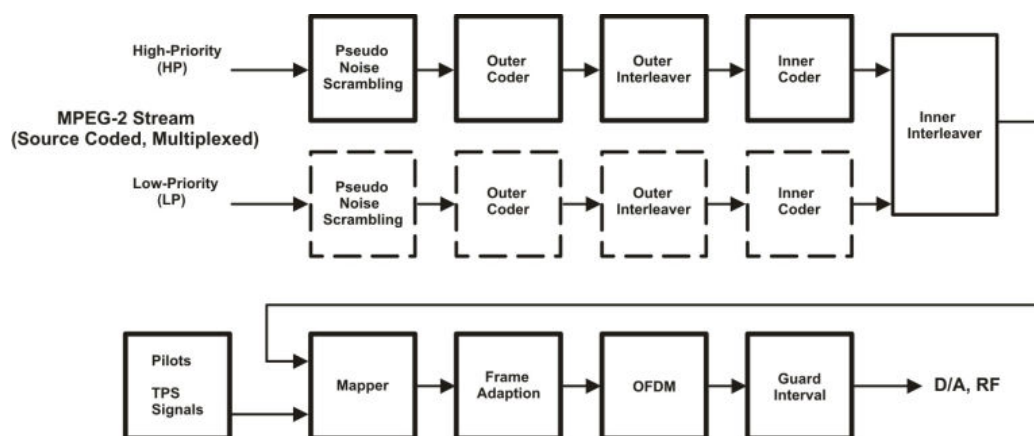 High-Priority
(HP)
Pseudo
Noise
Scrambling
Outer
Coder
Outer
Interleaver
Inner
Coder
Inner
Interleaver
MPEG-2 Stream
(Source Coded, Multiplexed)
Low-Priority
(LP)
Pseudo
Noise
Scrambling
Outer
Coder
Outer
Interleaver
Inner
Coder
Pilots
TPS
Signals
Mapper
Frame
Adaption
OFDM
Guard
Interval
D/A, RF